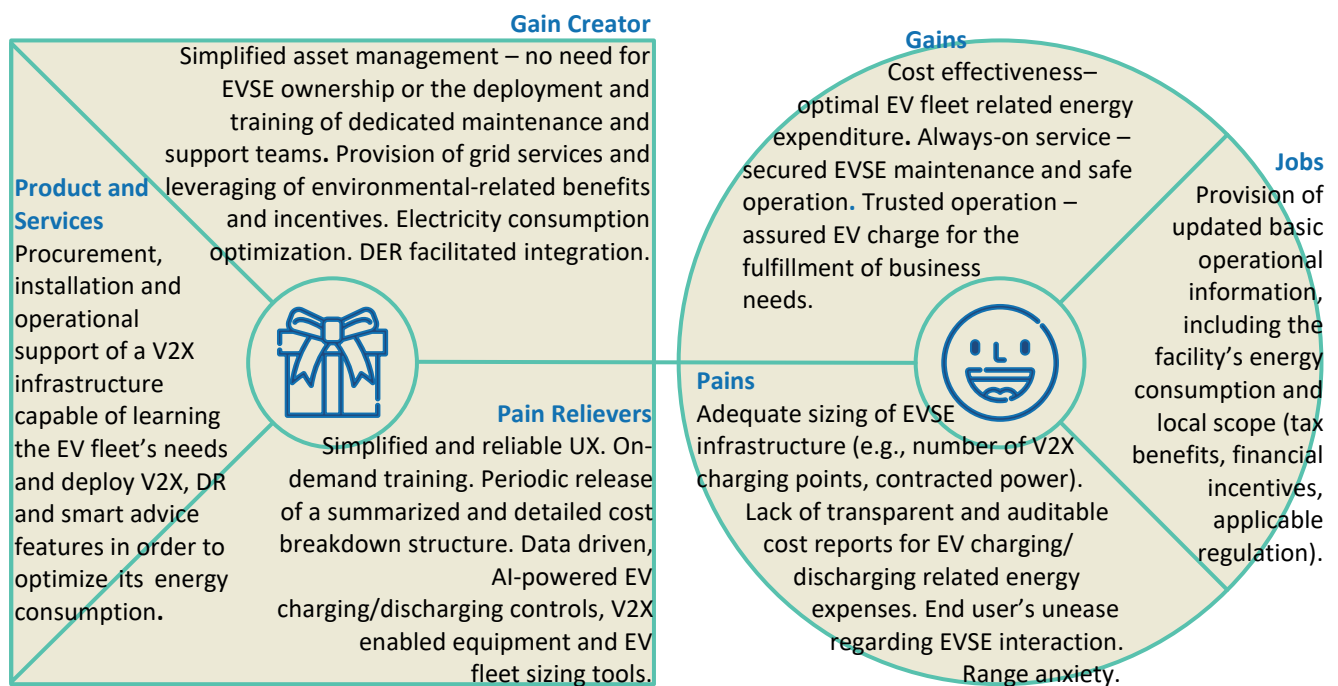 Gain Creator
Simplified asset management – no need for
EVSE ownership or the deployment and
training of dedicated maintenance and
support teams. Provision of grid services and
leveraging of environmental-related benefits
and incentives. Electricity consumption
optimization. DER facilitated integration.
Product and
Services
Procurement,
installation and
operational
support of a V2X
infrastructure
capable of learning
the EV fleet’s needs
and deploy V2X, DR
and smart advice
features in order to
optimize its energy
consumption.
Pain Relievers
Simplified and reliable UX. On-
demand training. Periodic release
of a summarized and detailed cost
breakdown structure. Data driven,
AI-powered EV
charging/discharging controls, V2X
enabled equipment and EV
fleet sizing tools.
Gains
Cost effectiveness–
optimal EV fleet related energy
expenditure. Always-on service –
secured EVSE maintenance and safe
operation. Trusted operation –
assured EV charge for the
fulfillment of business
needs.
Pains
Adequate sizing of EVSE
infrastructure (e.g., number of V2X
charging points, contracted power).
Lack of transparent and auditable
cost reports for EV charging/
discharging related energy
expenses. End user’s unease
regarding EVSE interaction.
Range anxiety.
Jobs
Provision of
updated basic
operational
information,
including the
facility’s energy
consumption and
local scope (tax
benefits, financial
incentives,
applicable
regulation).